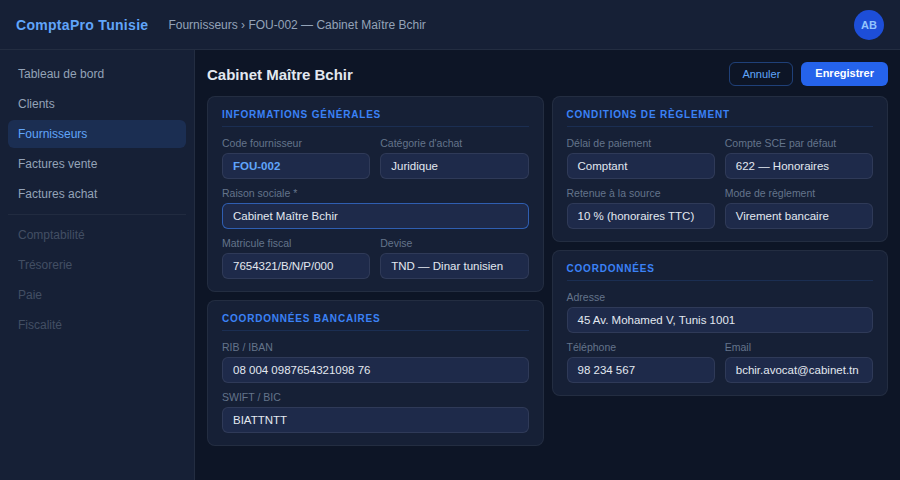 ComptaPro Tunisie
Fournisseurs › FOU-002 — Cabinet Maître Bchir
AB
Tableau de bord
Clients
Fournisseurs
Factures vente
Factures achat
Comptabilité
Trésorerie
Paie
Fiscalité
Cabinet Maître Bchir
Annuler
Enregistrer
INFORMATIONS GÉNÉRALES
Code fournisseur
Catégorie d'achat
FOU-002
Juridique
Raison sociale *
Cabinet Maître Bchir
Matricule fiscal
Devise
7654321/B/N/P/000
TND — Dinar tunisien
COORDONNÉES BANCAIRES
RIB / IBAN
08 004 0987654321098 76
SWIFT / BIC
BIATTNTT
CONDITIONS DE RÈGLEMENT
Délai de paiement
Compte SCE par défaut
Comptant
622 — Honoraires
Retenue à la source
Mode de règlement
10 % (honoraires TTC)
Virement bancaire
COORDONNÉES
Adresse
45 Av. Mohamed V, Tunis 1001
Téléphone
Email
98 234 567
bchir.avocat@cabinet.tn